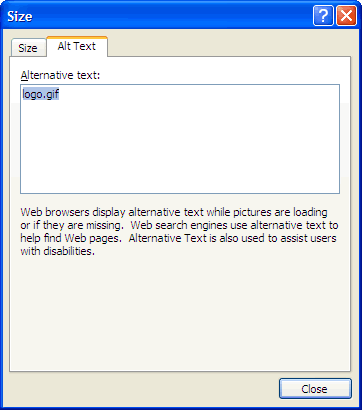 Size
Size
Alt Text
Alternative text:
logo.gif
Web browsers display alternative text while pictures are loading
or if they are missing.  Web search engines use alternative text to
help find Web pages.  Alternative Text is also used to assist users
with disabilities.
Close